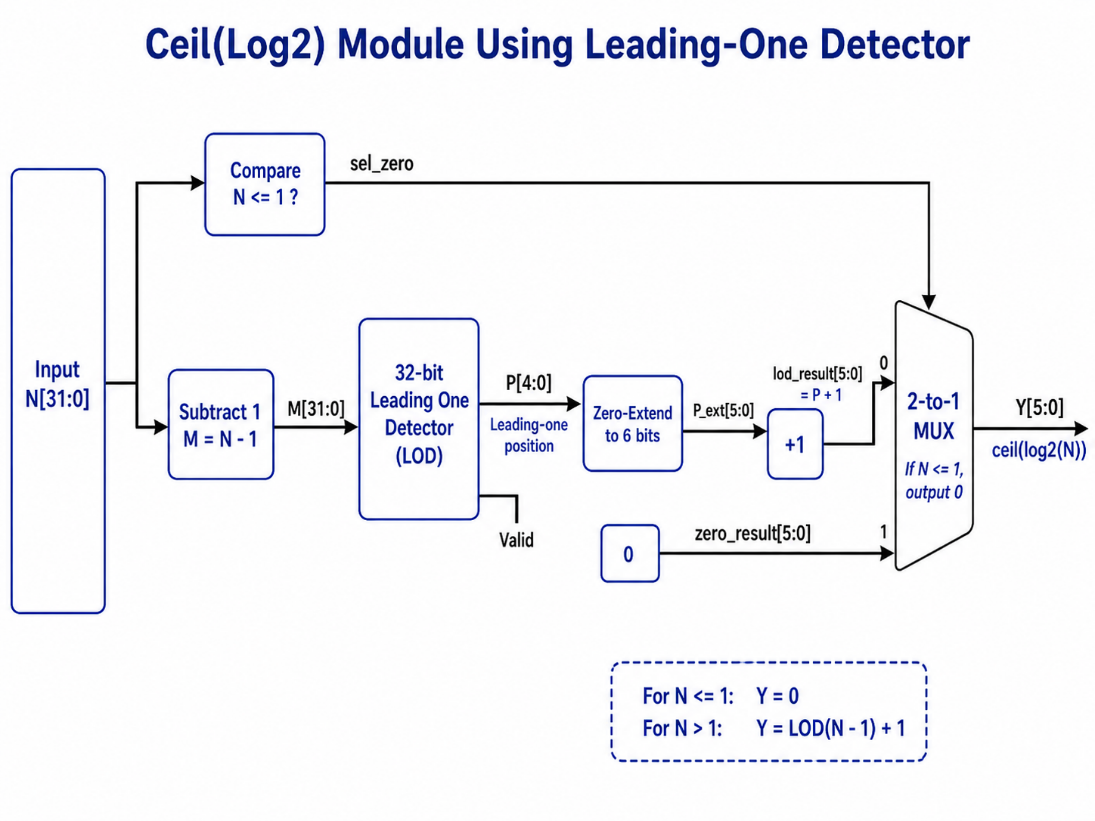 Ceil(Log2) Module Using Leading-One Detector
Compare
N <= 1 ?
sel_zero
Input
N[31:0]
Subtract 1
M = N - 1
M[31:0]
32-bit
Leading One
Detector
(LOD)
P[4:0]
Leading-one
position
Valid
Zero-Extend
to 6 bits
P_ext[5:0]
lod_result[5:0]
= P + 1
+1
0
zero_result[5:0]
0
1
2-to-1
MUX
If N <= 1,
output 0
Y[5:0]
ceil(log2(N))
For N <= 1: Y = 0
For N > 1: Y = LOD(N - 1) + 1